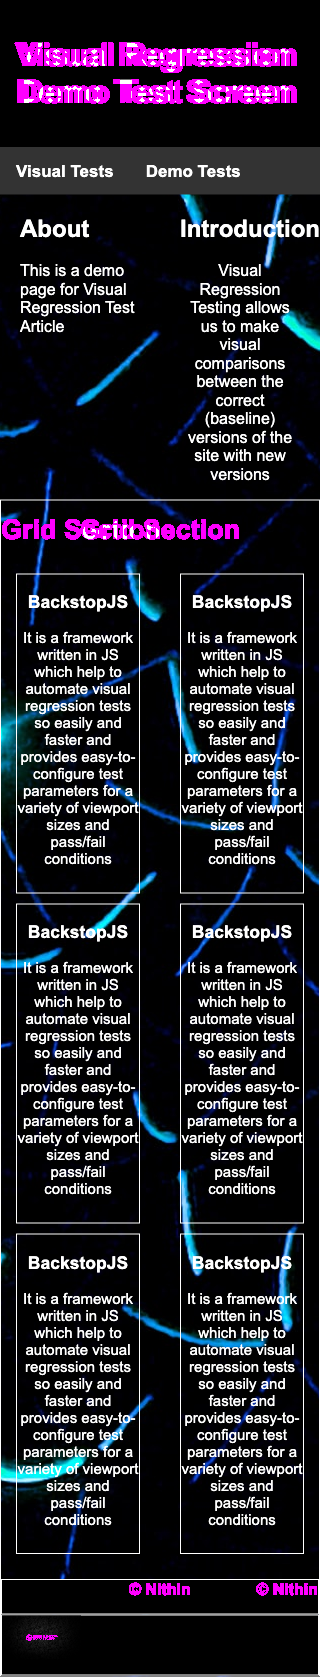 Visual Regression
Demo Test Screen
Visual Tests Demo Tests
About
This is a demo
page for Visual
Regression Test
Article
Introduction
Visual
Regression
Testing allows
us to make
visual
comparisons
between the
correct
(baseline)
versions of the
site with new
versions
Grid Section
BackstopJS
It is a framework
written in JS
which help to
automate visual
regression tests
so easily and
faster and
provides easy-to-
configure test
parameters for a
variety of viewport
sizes and
pass/fail
conditions
BackstopJS
It is a framework
written in JS
which help to
automate visual
regression tests
so easily and
faster and
provides easy-to-
configure test
parameters for a
variety of viewport
sizes and
pass/fail
conditions
BackstopJS
It is a framework
written in JS
which help to
automate visual
regression tests
so easily and
faster and
provides easy-to-
configure test
parameters for a
variety of viewport
sizes and
pass/fail
conditions
BackstopJS
It is a framework
written in JS
which help to
automate visual
regression tests
so easily and
faster and
provides easy-to-
configure test
parameters for a
variety of viewport
sizes and
pass/fail
conditions
BackstopJS
It is a framework
written in JS
which help to
automate visual
regression tests
so easily and
faster and
provides easy-to-
configure test
parameters for a
variety of viewport
sizes and
pass/fail
conditions
BackstopJS
It is a framework
written in JS
which help to
automate visual
regression tests
so easily and
faster and
provides easy-to-
configure test
parameters for a
variety of viewport
sizes and
pass/fail
conditions
© Nithin © Nithin